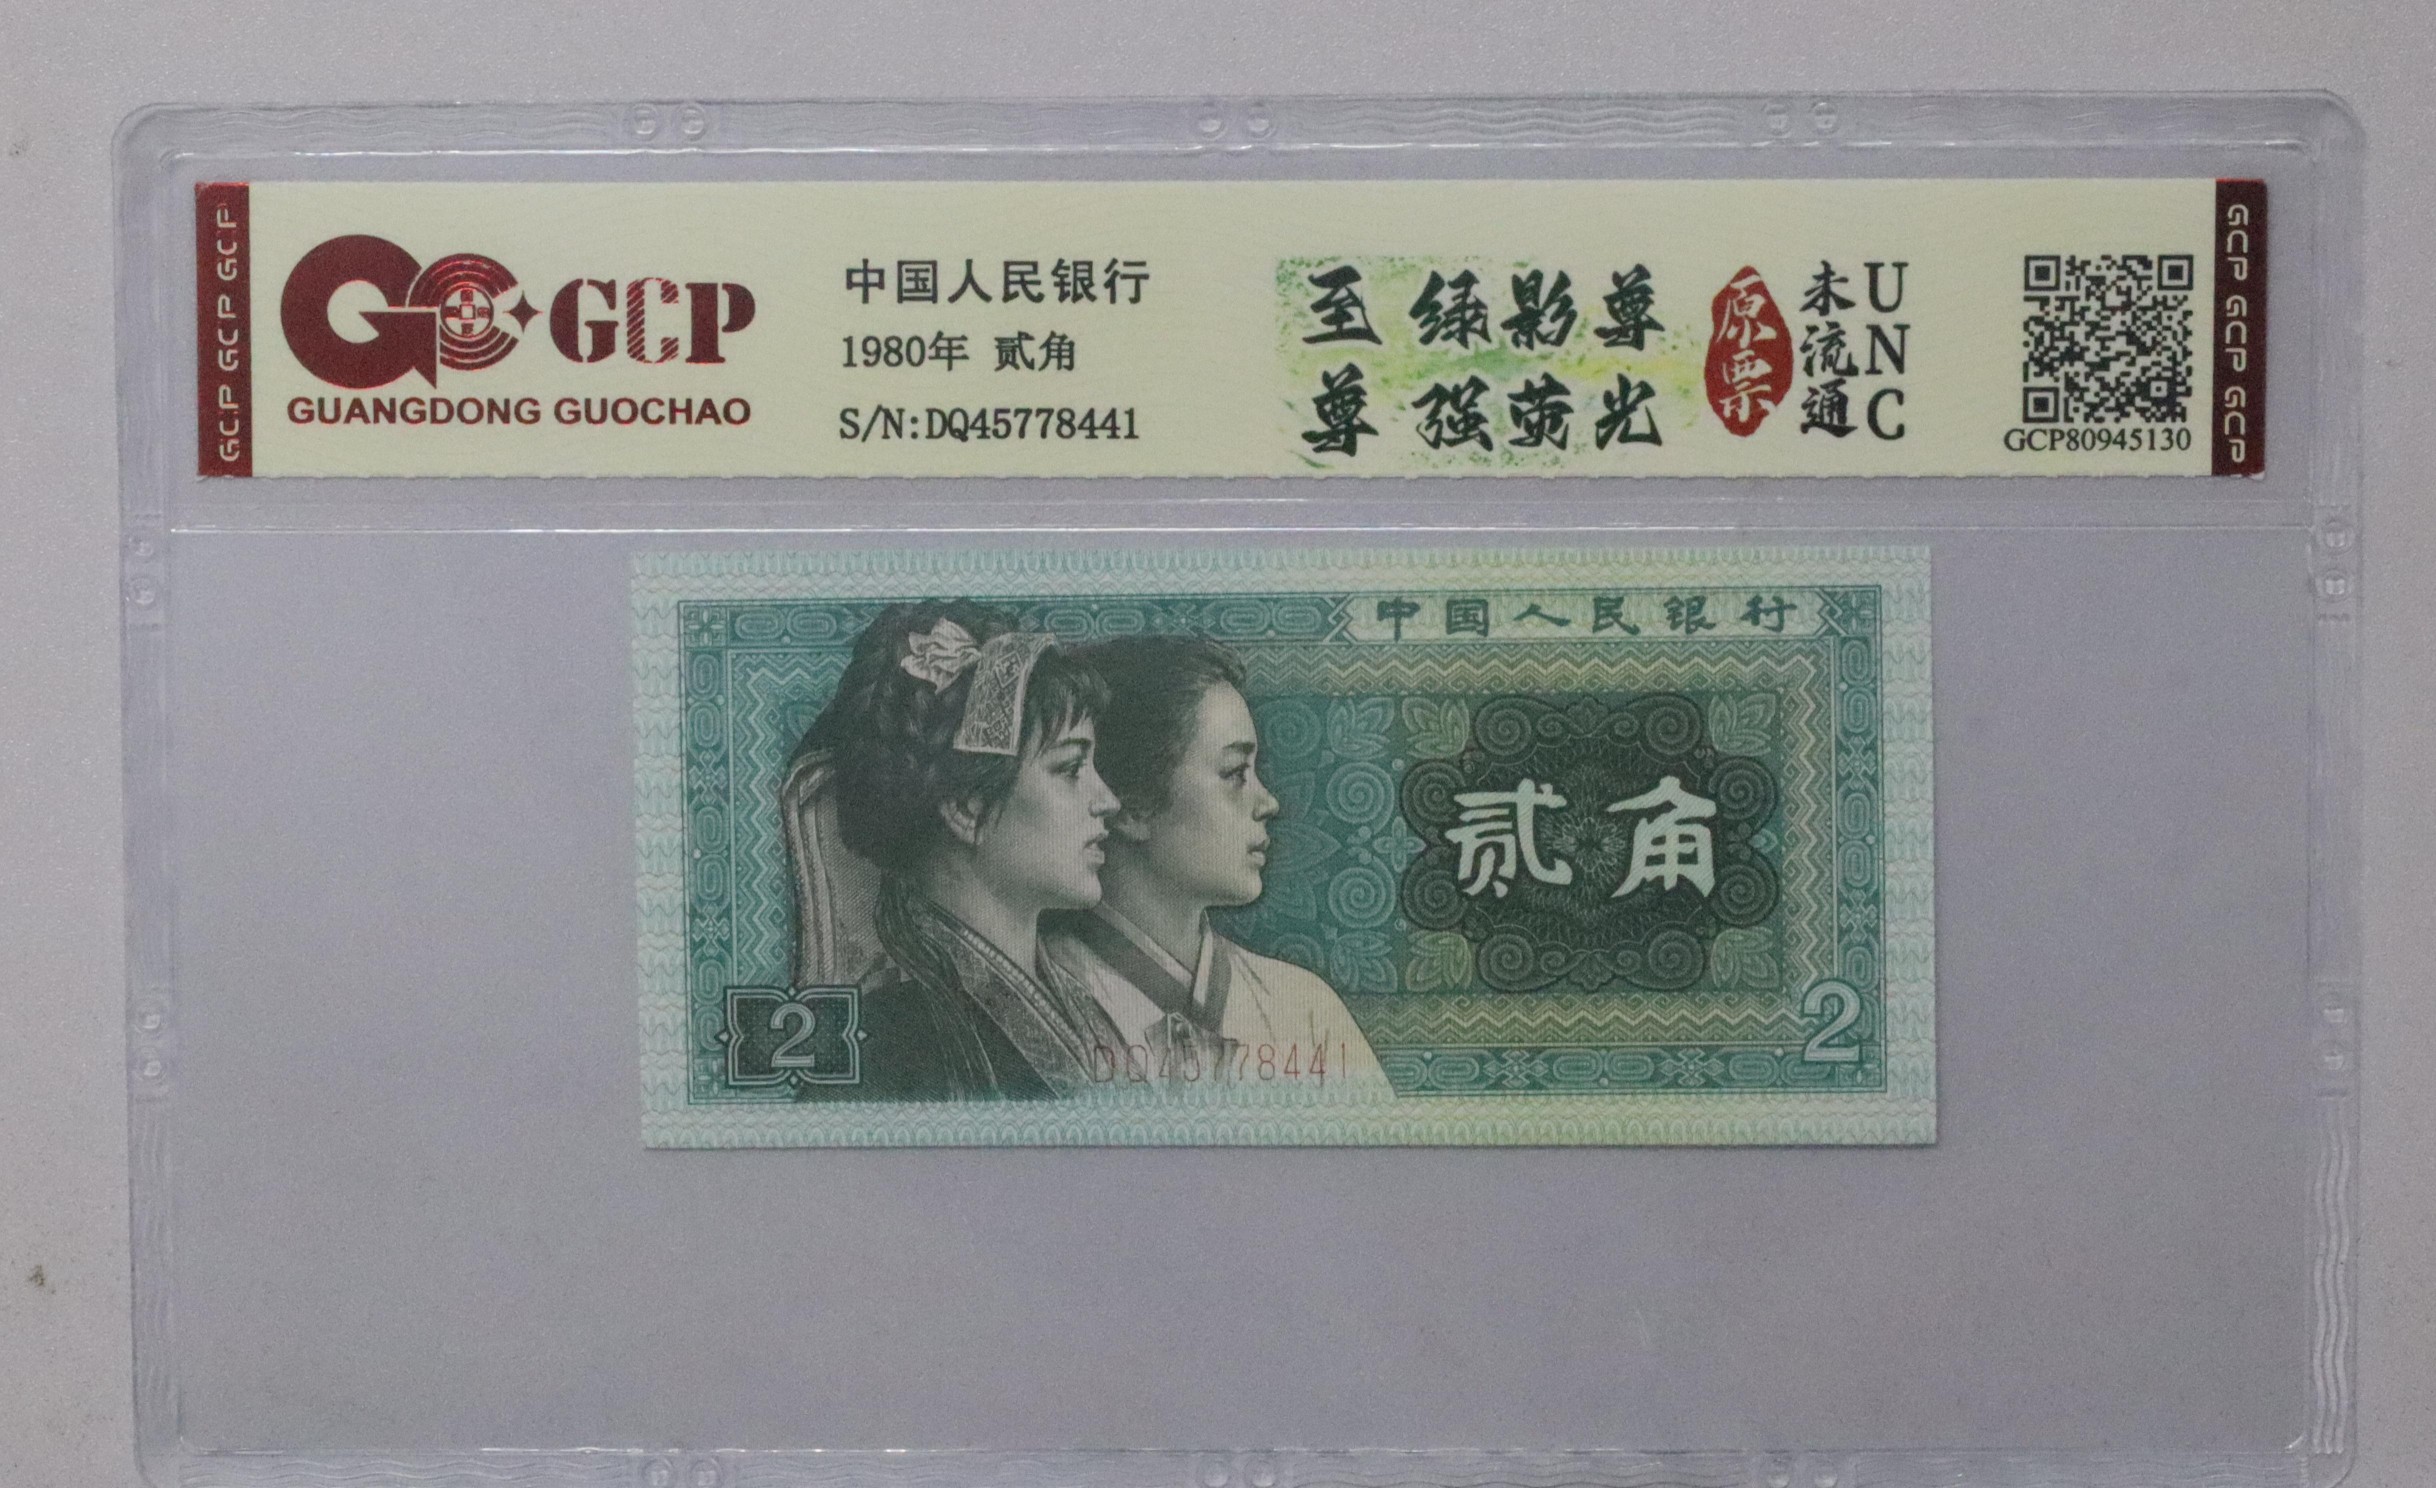 GCP GCP GCP
GCP
GUANGDONG GUOCHAO
中国人民银行
1980年 贰角
S/N:DQ45778441
至尊
绿影尊
强荧光
原票
未流通
UNC
GCP80945130
GCP GCP GCP
中国人民银行
贰角
2
2
DQ45778441